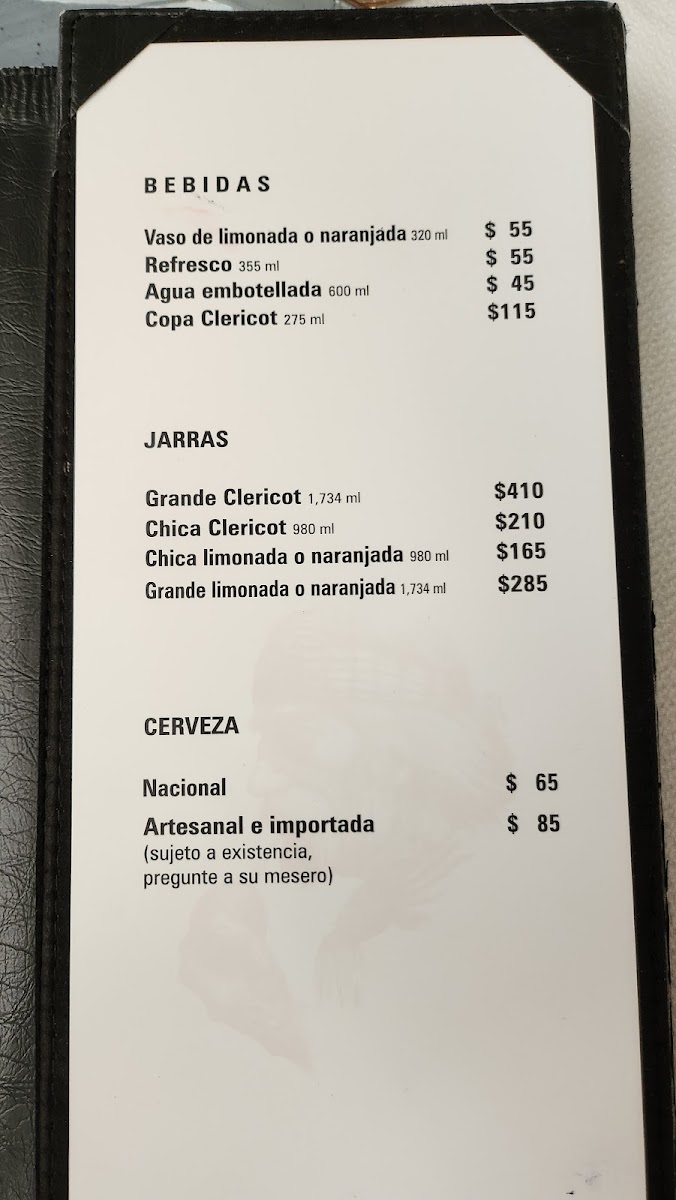 BEBIDAS
Vaso de limonada o naranjada 320 ml $ 55
Refresco 355 ml $ 55
Agua embotellada 600 ml $ 45
Copa Clericot 275 ml $115
JARRAS
Grande Clericot 1,734 ml $410
Chica Clericot 980 ml $210
Chica limonada o naranjada 980 ml $165
Grande limonada o naranjada 1,734 ml $285
CERVEZA
Nacional $ 65
Artesanal e importada $ 85
(sujeto a existencia,
pregunte a su mesero)